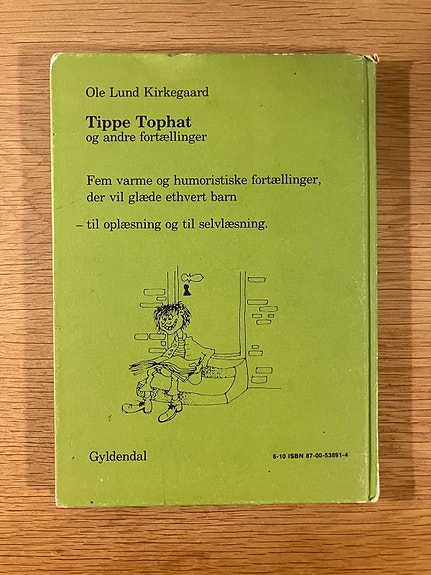 Ole Lund Kirkegaard
Tippe Tophat
og andre fortællinger
Fem varme og humoristiske fortællinger,
der vil glæde ethvert barn
– til oplæsning og til selvlæsning.
Gyldendal
6-10 ISBN 87-00-53891-4